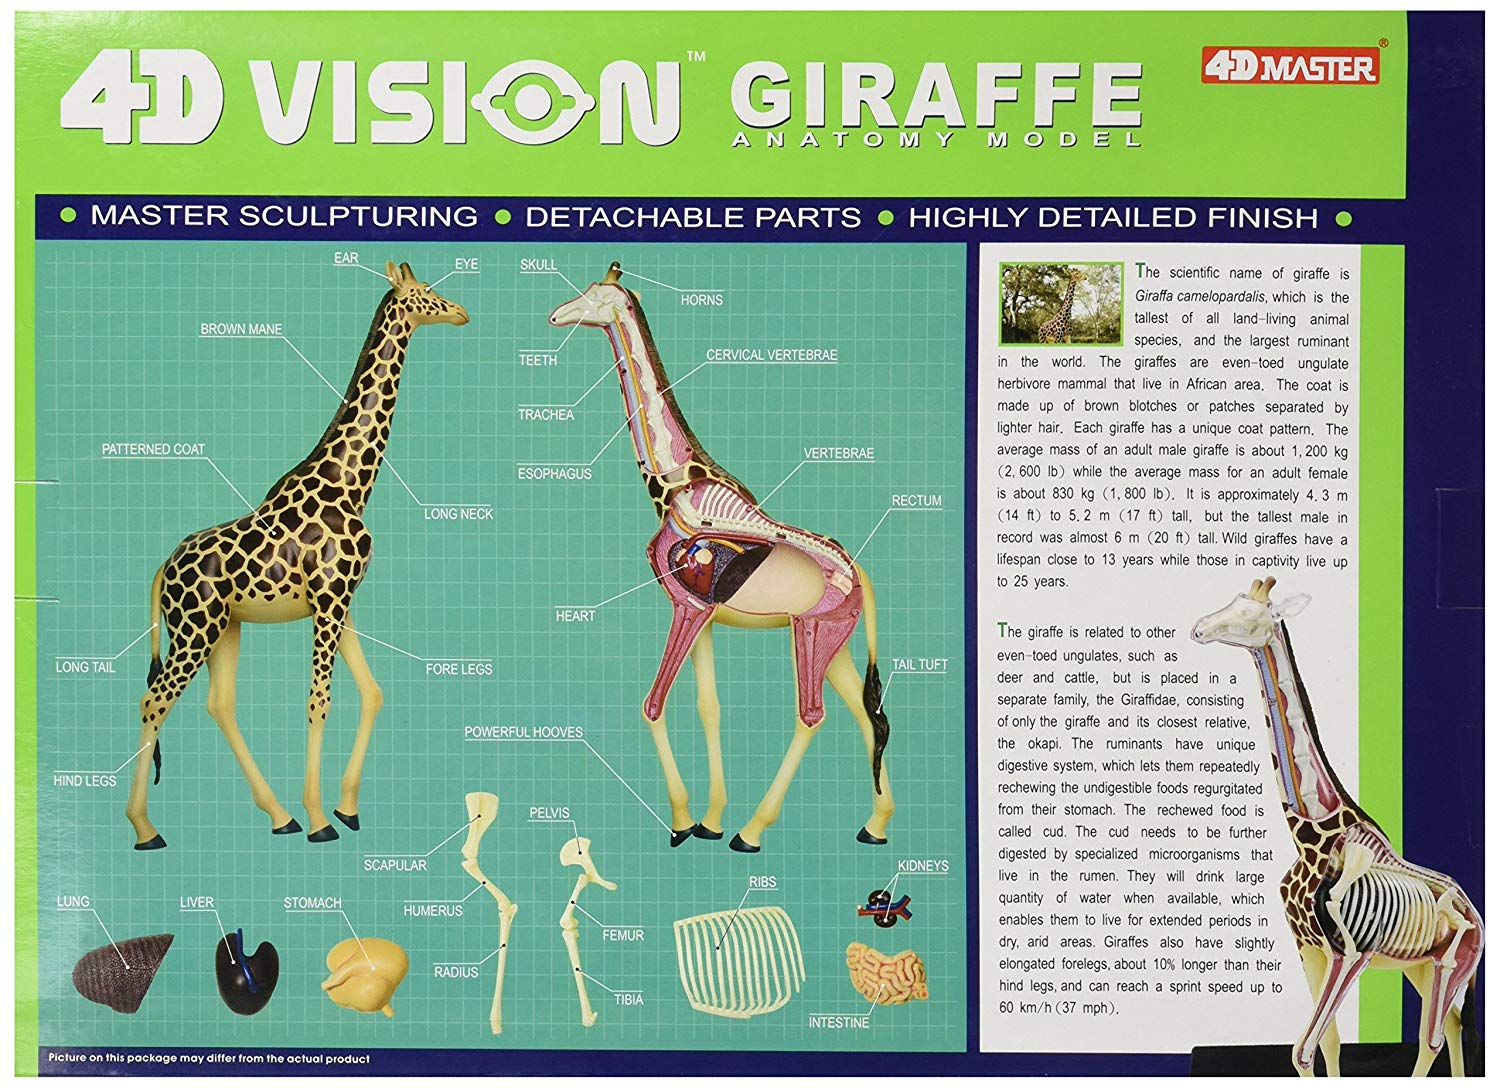 4D VISION™ GIRAFFE
ANATOMY MODEL
4D MASTER®
• MASTER SCULPTURING • DETACHABLE PARTS • HIGHLY DETAILED FINISH •
EAR
EYE
BROWN MANE
PATTERNED COAT
LONG NECK
LONG TAIL
FORE LEGS
HIND LEGS
SKULL
HORNS
TEETH
CERVICAL VERTEBRAE
TRACHEA
ESOPHAGUS
VERTEBRAE
RECTUM
HEART
TAIL TUFT
POWERFUL HOOVES
SCAPULAR
PELVIS
HUMERUS
FEMUR
RADIUS
TIBIA
LUNG
LIVER
STOMACH
RIBS
KIDNEYS
INTESTINE
Picture on this package may differ from the actual product
The scientific name of giraffe is
Giraffa camelopardalis, which is the
tallest of all land-living animal
species, and the largest ruminant
in the world. The giraffes are even-toed ungulate
herbivore mammal that live in African area. The coat is
made up of brown blotches or patches separated by
lighter hair. Each giraffe has a unique coat pattern. The
average mass of an adult male giraffe is about 1,200 kg
(2,600 lb) while the average mass for an adult female
is about 830 kg (1,800 lb). It is approximately 4.3 m
(14 ft) to 5.2 m (17 ft) tall, but the tallest male in
record was almost 6 m (20 ft) tall. Wild giraffes have a
lifespan close to 13 years while those in captivity live up
to 25 years.
The giraffe is related to other
even-toed ungulates, such as
deer and cattle, but is placed in a
separate family, the Giraffidae, consisting
of only the giraffe and its closest relative,
the okapi. The ruminants have unique
digestive system, which lets them repeatedly
rechewing the undigestible foods regurgitated
from their stomach. The rechewed food is
called cud. The cud needs to be further
digested by specialized microorganisms that
live in the rumen. They will drink large
quantity of water when available, which
enables them to live for extended periods in
dry, arid areas. Giraffes also have slightly
elongated forelegs, about 10% longer than their
hind legs, and can reach a sprint speed up to
60 km/h (37 mph).